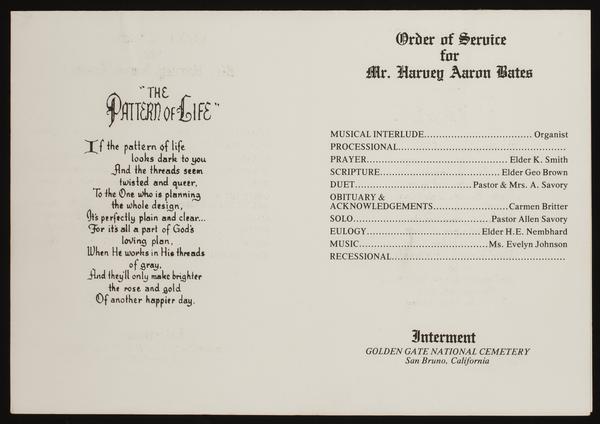 "THE
PATTERN OF LIFE"
If the pattern of life
looks dark to you
And the threads seem
twisted and queer,
To the One who is planning
the whole design,
It's perfectly plain and clear...
For it's all a part of God's
loving plan,
When He works in His threads
of gray,
And they'll only make brighter
the rose and gold
Of another happier day.
Order of Service
for
Mr. Harvey Aaron Bates
MUSICAL INTERLUDE.................................... Organist
PROCESSIONAL........................................................
PRAYER............................................... Elder K. Smith
SCRIPTURE........................................ Elder Geo Brown
DUET....................................... Pastor & Mrs. A. Savory
OBITUARY &
ACKNOWLEDGEMENTS.........................Carmen Britter
SOLO............................................. Pastor Allen Savory
EULOGY...................................... Elder H.E. Nembhard
MUSIC...........................................Ms. Evelyn Johnson
RECESSIONAL..........................................................
Interment
GOLDEN GATE NATIONAL CEMETERY
San Bruno, California